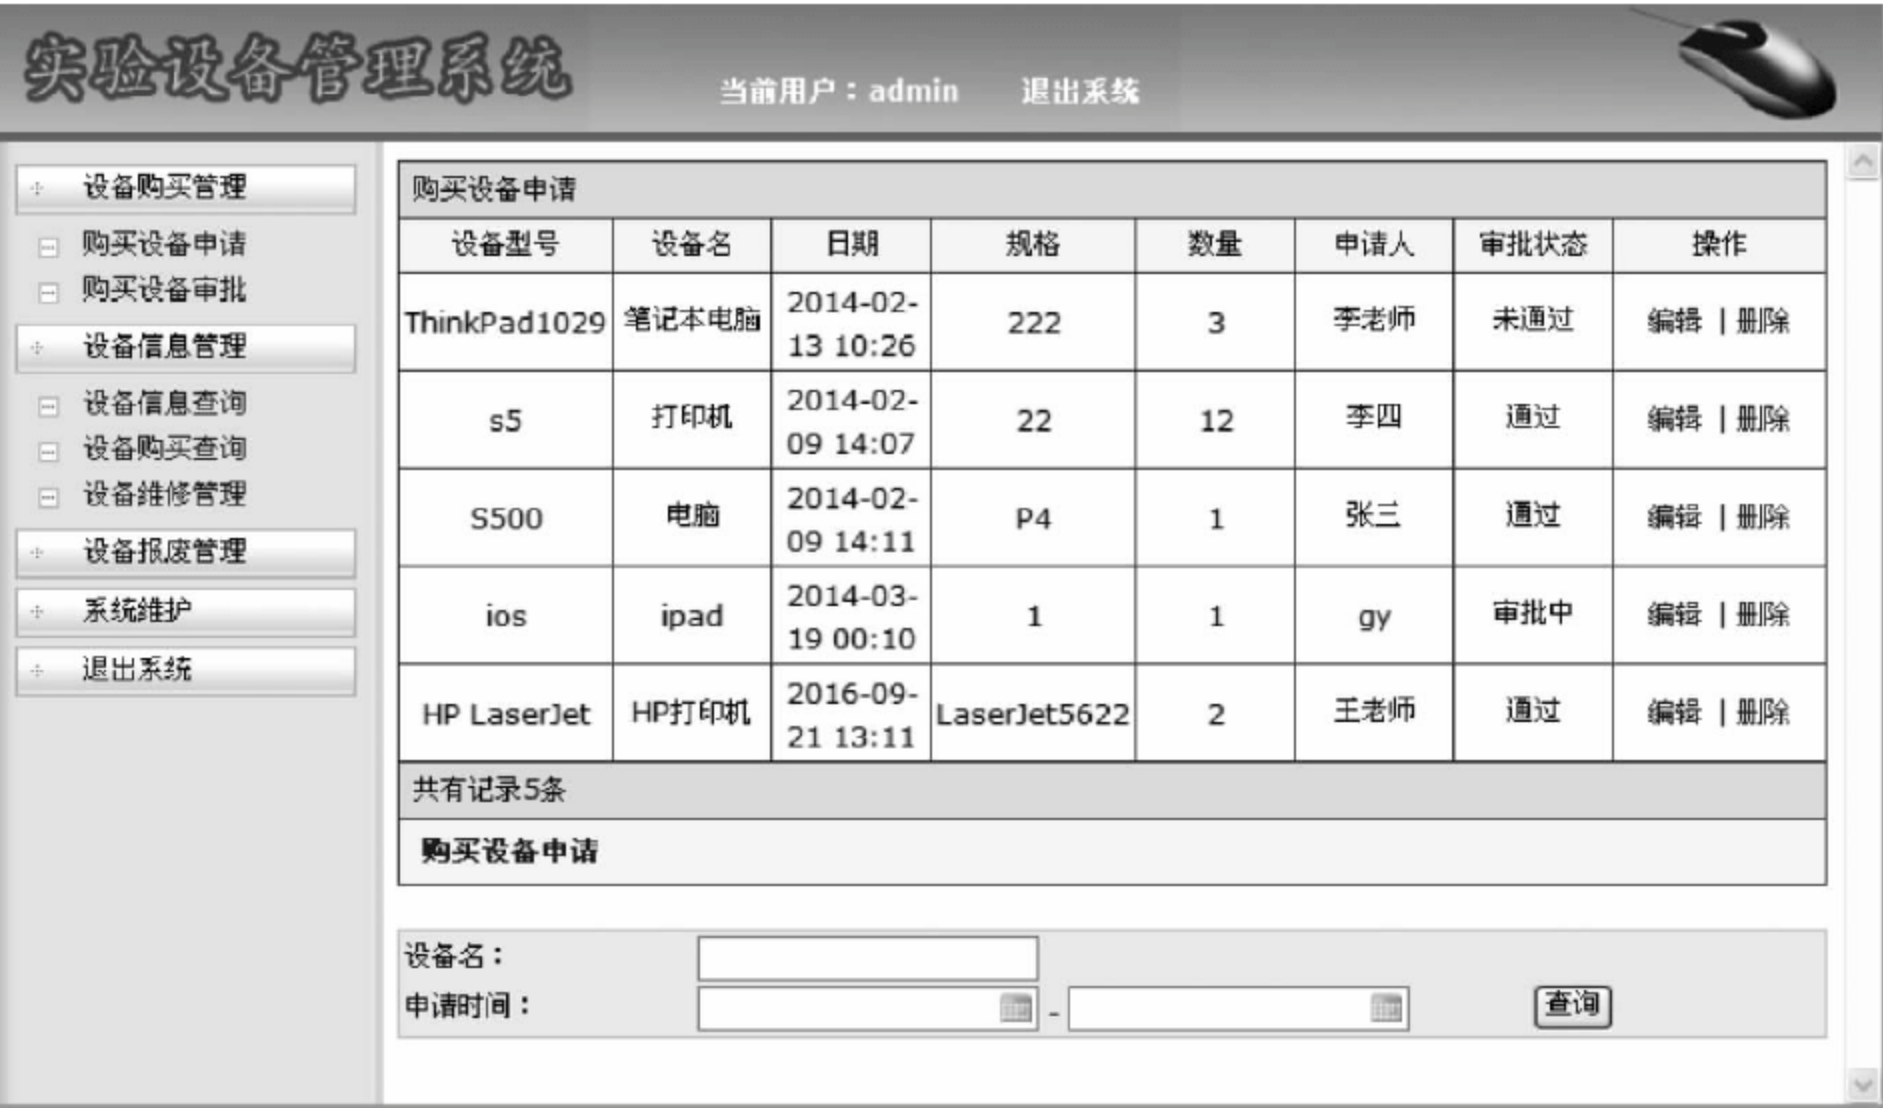 实验设备管理系统
当前用户：admin 退出系统
设备购买管理
购买设备申请
购买设备审批
设备信息管理
设备信息查询
设备购买查询
设备维修管理
设备报废管理
系统维护
退出系统
购买设备申请
设备型号 设备名 日期 规格 数量 申请人 审批状态 操作
ThinkPad1029 笔记本电脑 2014-02-13 10:26 222 3 李老师 未通过 编辑 | 删除
s5 打印机 2014-02-09 14:07 22 12 李四 通过 编辑 | 删除
S500 电脑 2014-02-09 14:11 P4 1 张三 通过 编辑 | 删除
ios ipad 2014-03-19 00:10 1 1 gy 审批中 编辑 | 删除
HP LaserJet HP打印机 2016-09-21 13:11 LaserJet5622 2 王老师 通过 编辑 | 删除
共有记录5条
购买设备申请
设备名：
申请时间： - 查询